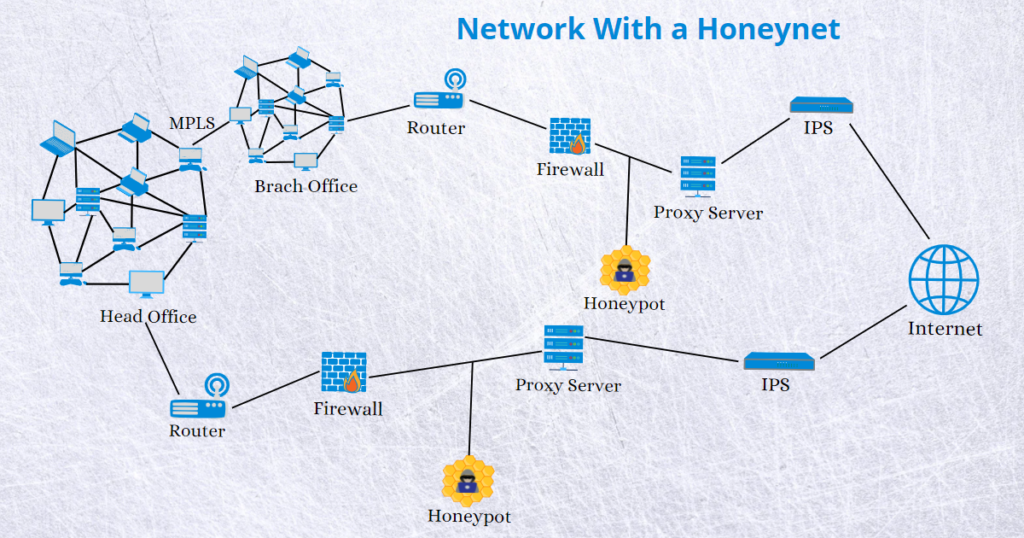 Network With a Honeynet
MPLS
Brach Office
Router
Firewall
IPS
Proxy Server
Honeypot
Internet
Head Office
Router
Firewall
Proxy Server
IPS
Honeypot